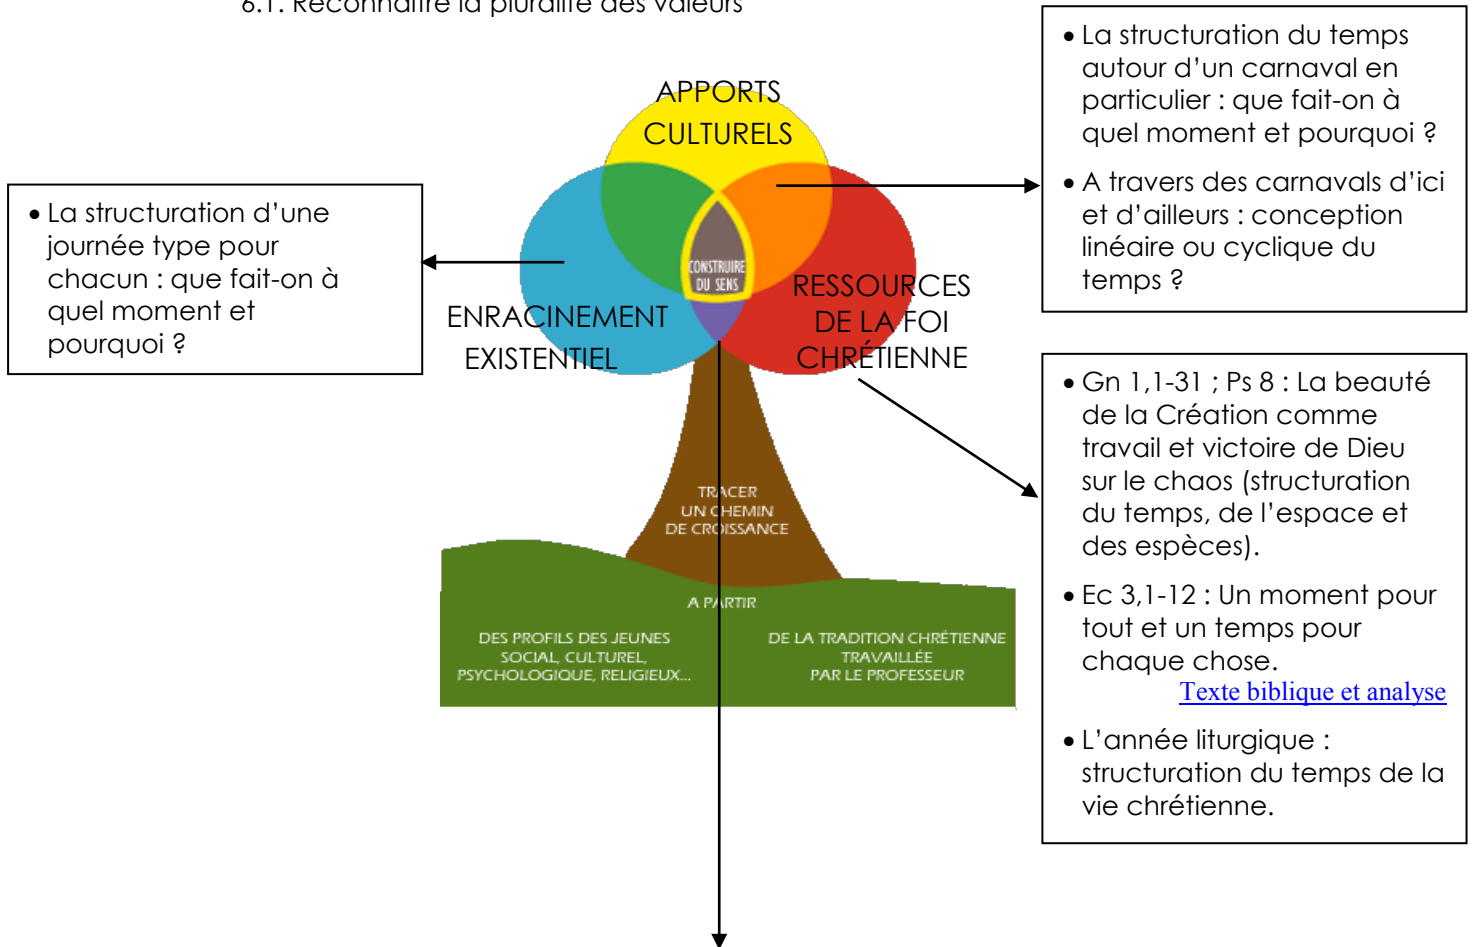 6.1. Reconnaître la pluralité des valeurs
APPORTS
CULTURELS
• La structuration du temps
autour d’un carnaval en
particulier : que fait-on à
quel moment et pourquoi ?
• A travers des carnavals d’ici
et d’ailleurs : conception
linéaire ou cyclique du
temps ?
• La structuration d’une
journée type pour
chacun : que fait-on à
quel moment et
pourquoi ?
CONSTRUIRE
DU SENS
ENRACINEMENT
EXISTENTIEL
RESSOURCES
DE LA FOI
CHRÉTIENNE
• Gn 1,1-31 ; Ps 8 : La beauté
de la Création comme
travail et victoire de Dieu
sur le chaos (structuration
du temps, de l’espace et
des espèces).
• Ec 3,1-12 : Un moment pour
tout et un temps pour
chaque chose.
Texte biblique et analyse
• L’année liturgique :
structuration du temps de la
vie chrétienne.
TRACER
UN CHEMIN
DE CROISSANCE
A PARTIR
DES PROFILS DES JEUNES
SOCIAL, CULTUREL,
PSYCHOLOGIQUE, RELIGIEUX...
DE LA TRADITION CHRÉTIENNE
TRAVAILLÉE
PAR LE PROFESSEUR